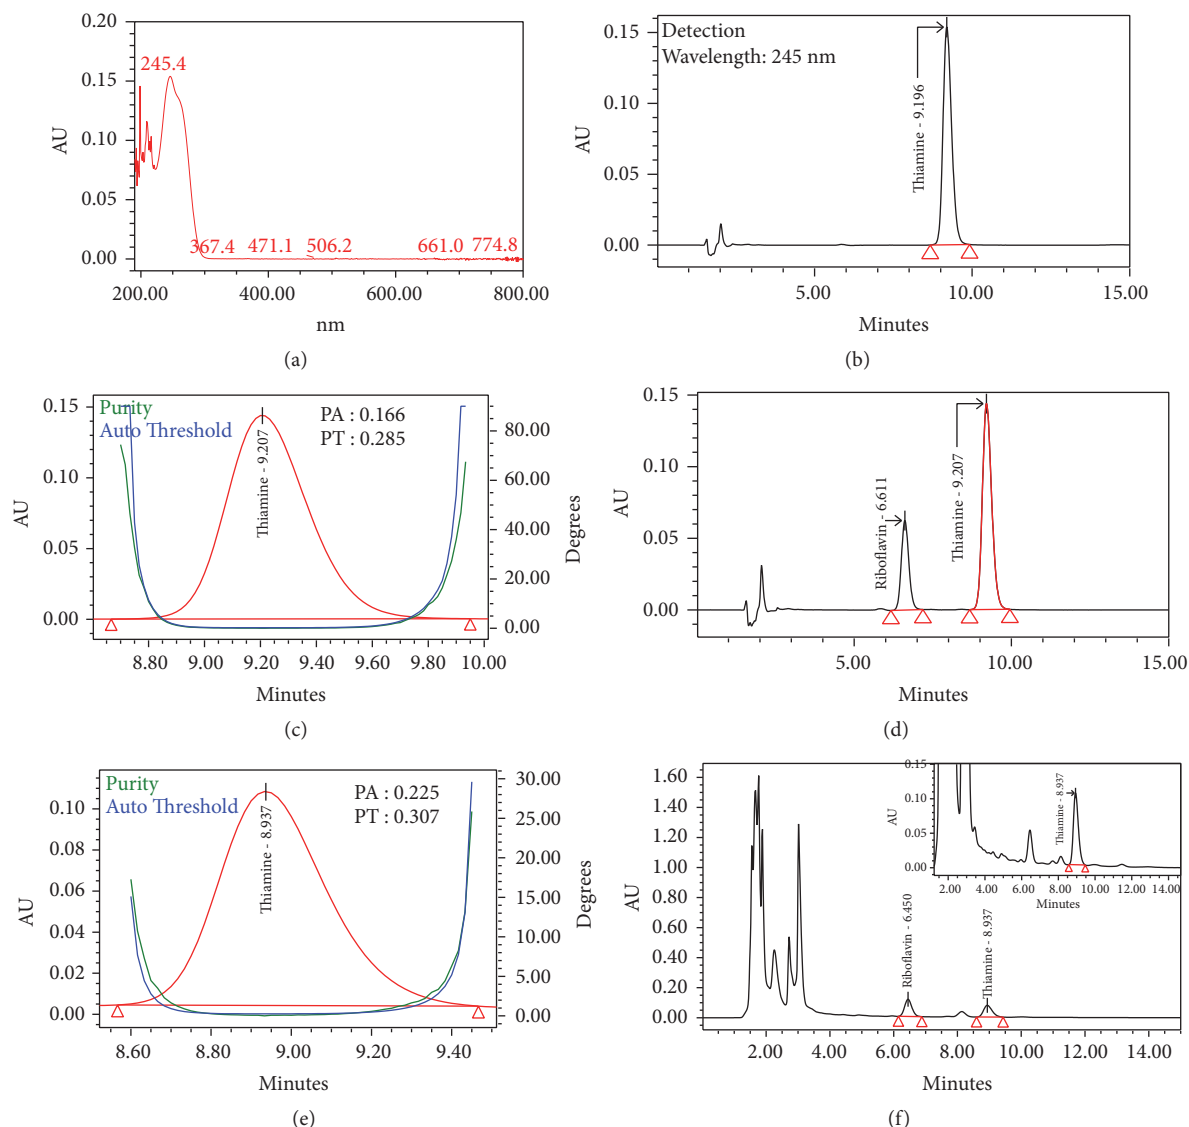 0.20
0.15
0.10
0.05
0.00
AU
245.4
367.4 471.1 506.2 661.0 774.8
200.00 400.00 600.00 800.00
nm
(a)
Detection
Wavelength: 245 nm
0.15
0.10
0.05
0.00
AU
Thiamine - 9.196
5.00 10.00 15.00
Minutes
(b)
Purity
Auto Threshold
PA : 0.166
PT : 0.285
0.15
0.10
0.05
0.00
AU
Thiamine - 9.207
80.00
60.00
40.00
20.00
0.00
Degrees
8.80 9.00 9.20 9.40 9.60 9.80 10.00
Minutes
(c)
0.15
0.10
0.05
0.00
AU
Riboflavin - 6.611
Thiamine - 9.207
5.00 10.00 15.00
Minutes
(d)
Purity
Auto Threshold
PA : 0.225
PT : 0.307
0.10
0.08
0.06
0.04
0.02
0.00
AU
Thiamine - 8.937
30.00
25.00
20.00
15.00
10.00
5.00
0.00
Degrees
8.60 8.80 9.00 9.20 9.40
Minutes
(e)
1.60
1.40
1.20
1.00
0.80
0.60
0.40
0.20
0.00
AU
Riboflavin - 6.450
Thiamine - 8.937
2.00 4.00 6.00 8.00 10.00 12.00 14.00
Minutes
0.15
0.10
0.05
0.00
AU
Thiamine - 8.937
2.00 4.00 6.00 8.00 10.00 12.00 14.00
Minutes
(f)